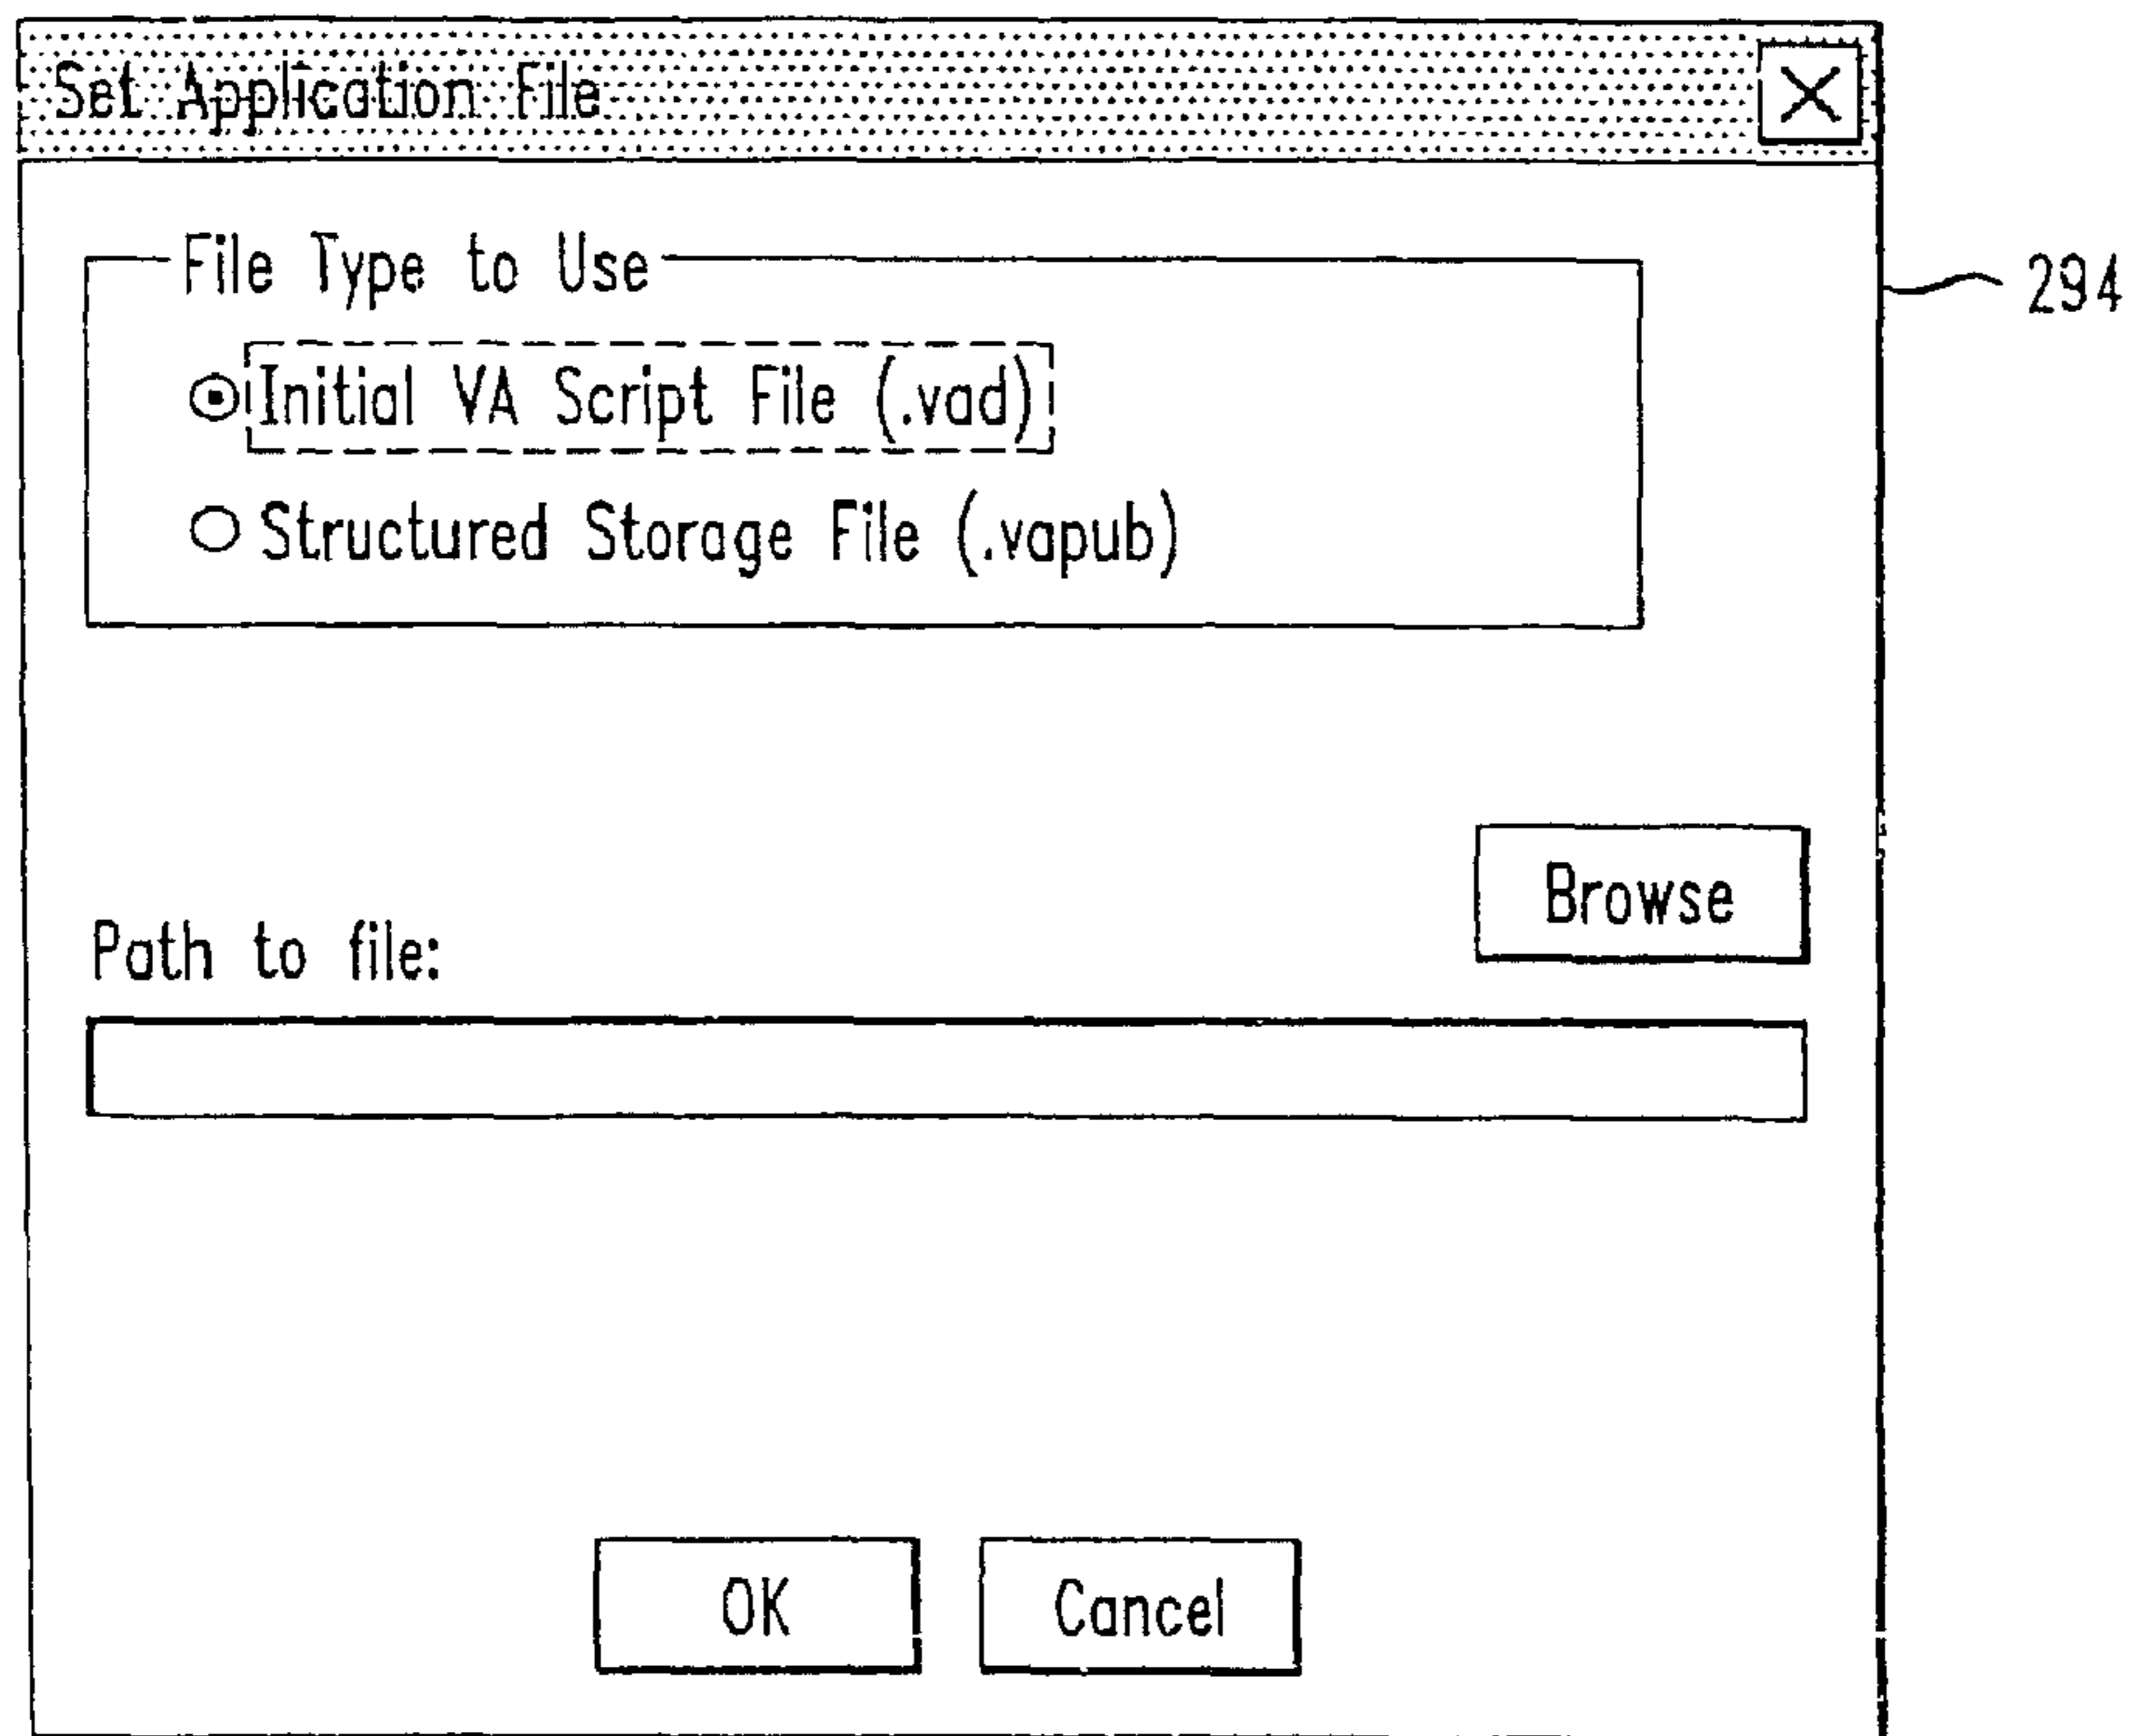 Set Application File
File Type to Use
294
Initial VA Script File (.vad)
Structured Storage File (.vapub)
Browse
Path to file:
OK
Cancel